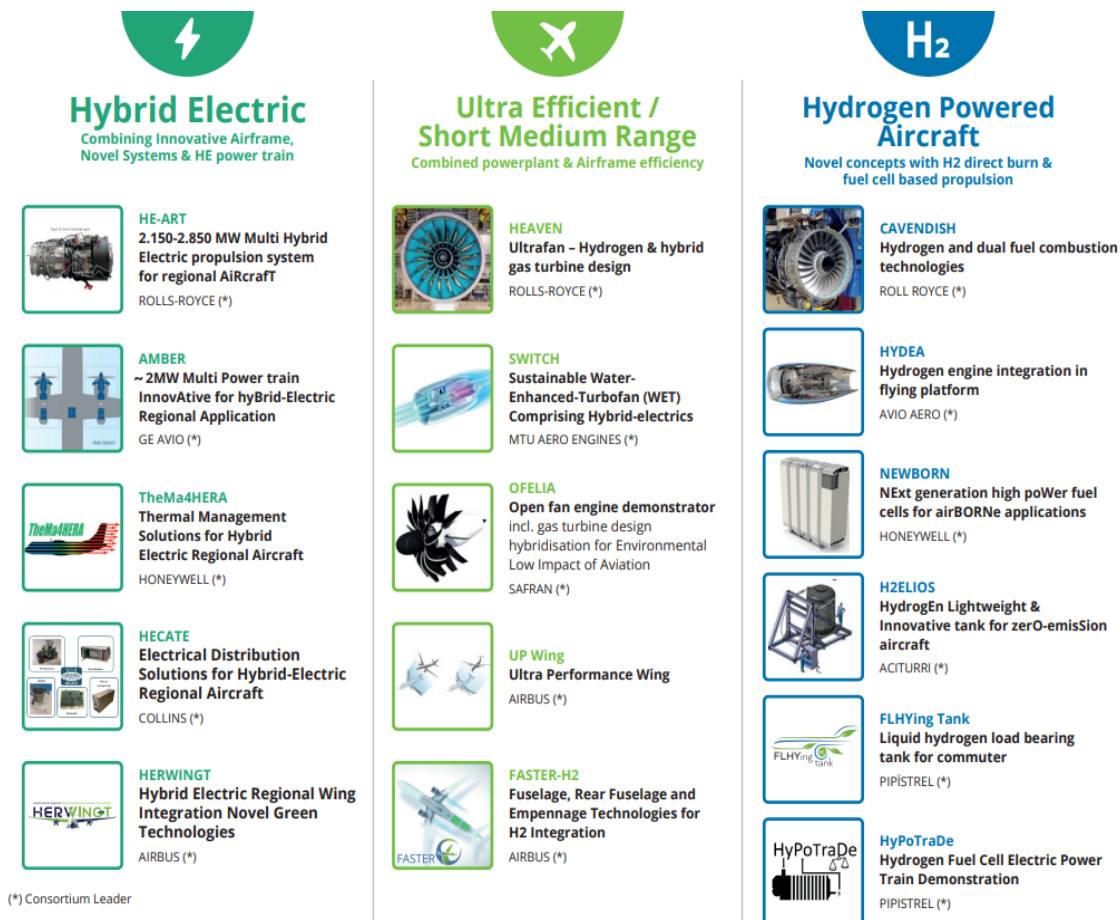 H₂
Hybrid Electric
Combining Innovative Airframe,
Novel Systems & HE power train
HE-ART
2.150-2.850 MW Multi Hybrid
Electric propulsion system
for regional AiRcrafT
ROLLS-ROYCE (*)
AMBER
~ 2MW Multi Power train
InnovAtive for hyBrid-Electric
Regional Application
GE AVIO (*)
TheMa4HERA
TheMa4HERA
Thermal Management
Solutions for Hybrid
Electric Regional Aircraft
HONEYWELL (*)
HECATE
Electrical Distribution
Solutions for Hybrid-Electric
Regional Aircraft
COLLINS (*)
HERWINGT
HERWINGT
Hybrid Electric Regional Wing
Integration Novel Green
Technologies
AIRBUS (*)
(*) Consortium Leader
Ultra Efficient /
Short Medium Range
Combined powerplant & Airframe efficiency
HEAVEN
Ultrafan – Hydrogen & hybrid
gas turbine design
ROLLS-ROYCE (*)
SWITCH
Sustainable Water-
Enhanced-Turbofan (WET)
Comprising Hybrid-electrics
MTU AERO ENGINES (*)
OFELIA
Open fan engine demonstrator
incl. gas turbine design
hybridisation for Environmental
Low Impact of Aviation
SAFRAN (*)
UP Wing
Ultra Performance Wing
AIRBUS (*)
FASTER
FASTER-H2
Fuselage, Rear Fuselage and
Empennage Technologies for
H2 Integration
AIRBUS (*)
Hydrogen Powered
Aircraft
Novel concepts with H2 direct burn &
fuel cell based propulsion
CAVENDISH
Hydrogen and dual fuel combustion
technologies
ROLL ROYCE (*)
HYDEA
Hydrogen engine integration in
flying platform
AVIO AERO (*)
NEWBORN
NExt generation high poWer fuel
cells for airBORNe applications
HONEYWELL (*)
H2ELIOS
HydrogEn Lightweight &
Innovative tank for zerO-emisSion
aircraft
ACITURRI (*)
FLHYing
tank
FLHYing Tank
Liquid hydrogen load bearing
tank for commuter
PIPÏSTREL (*)
HyPoTraDe
HyPoTraDe
Hydrogen Fuel Cell Electric Power
Train Demonstration
PIPISTREL (*)